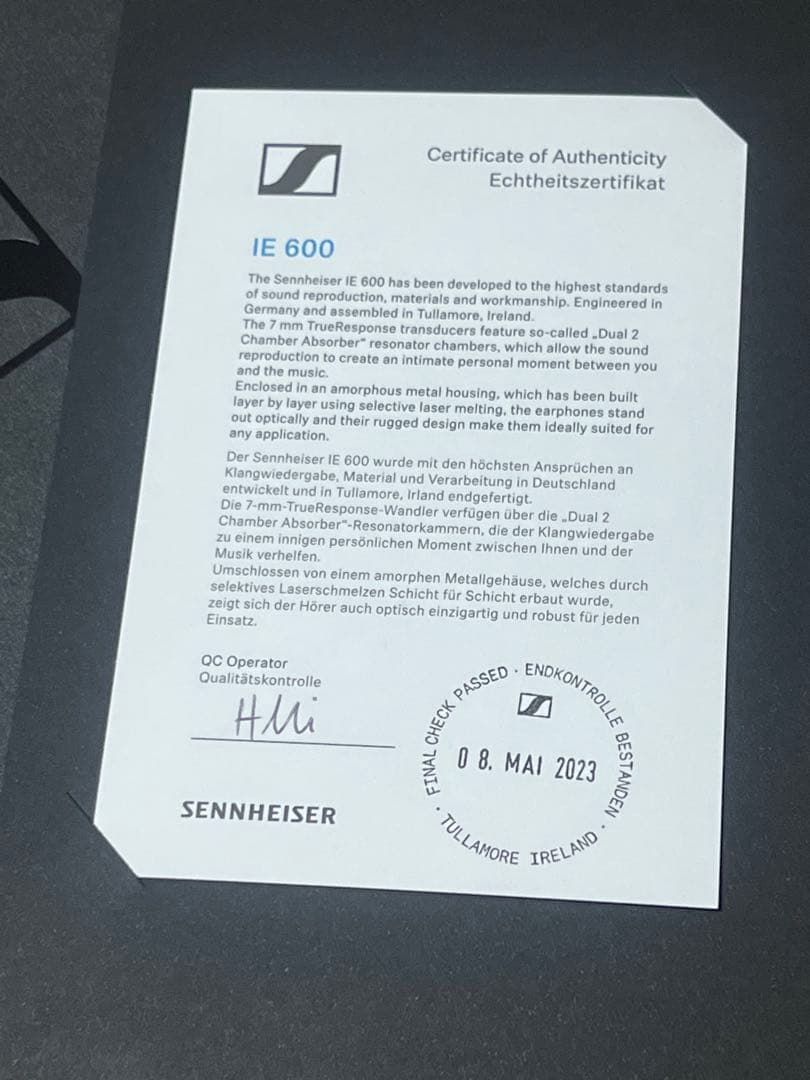 Certificate of Authenticity
Echtheitszertifikat
IE 600
The Sennheiser IE 600 has been developed to the highest standards
of sound reproduction, materials and workmanship. Engineered in
Germany and assembled in Tullamore, Ireland.
The 7 mm TrueResponse transducers feature so-called „Dual 2
Chamber Absorber“ resonator chambers, which allow the sound
reproduction to create an intimate personal moment between you
and the music.
Enclosed in an amorphous metal housing, which has been built
layer by layer using selective laser melting, the earphones stand
out optically and their rugged design make them ideally suited for
any application.
Der Sennheiser IE 600 wurde mit den höchsten Ansprüchen an
Klangwiedergabe, Material und Verarbeitung in Deutschland
entwickelt und in Tullamore, Irland endgefertigt.
Die 7-mm-TrueResponse-Wandler verfügen über die „Dual 2
Chamber Absorber“-Resonatorkammern, die der Klangwiedergabe
zu einem innigen persönlichen Moment zwischen Ihnen und der
Musik verhelfen.
Umschlossen von einem amorphen Metallgehäuse, welches durch
selektives Laserschmelzen Schicht für Schicht erbaut wurde,
zeigt sich der Hörer auch optisch einzigartig und robust für jeden
Einsatz.
QC Operator
Qualitätskontrolle
SENNHEISER
· FINAL CHECK PASSED · ENDKONTROLLE BESTANDEN ·
08. MAI 2023
TULLAMORE IRELAND